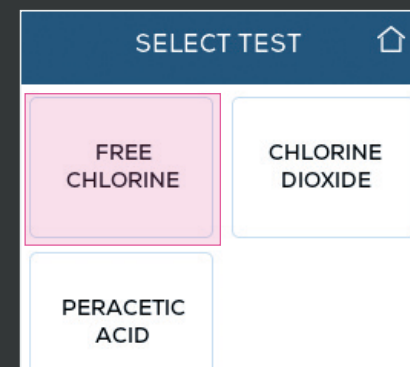 SELECT TEST
FREE
CHLORINE
CHLORINE
DIOXIDE
PERACETIC
ACID